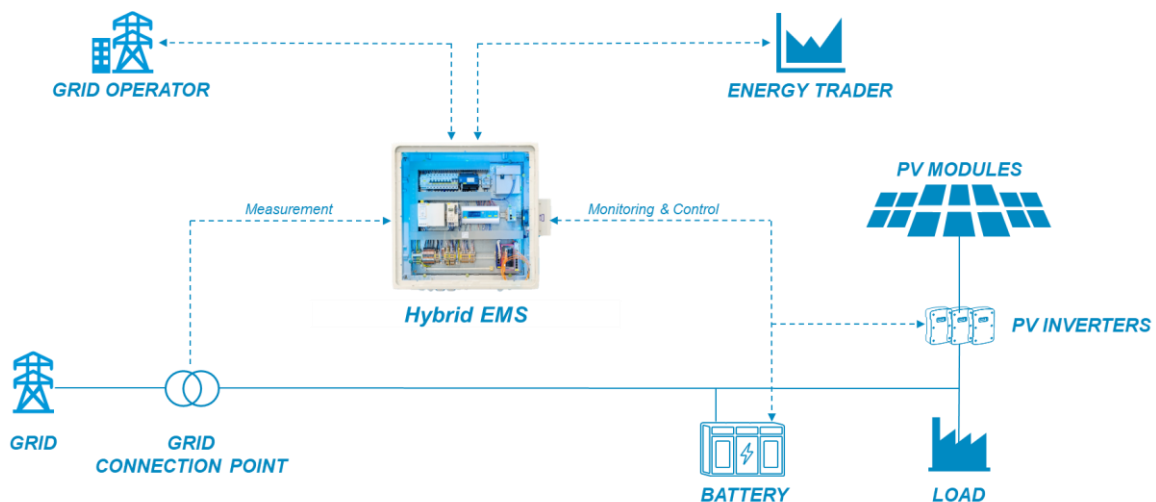 GRID OPERATOR
ENERGY TRADER
PV MODULES
Measurement
Monitoring & Control
Hybrid EMS
PV INVERTERS
GRID
GRID
CONNECTION POINT
BATTERY
LOAD